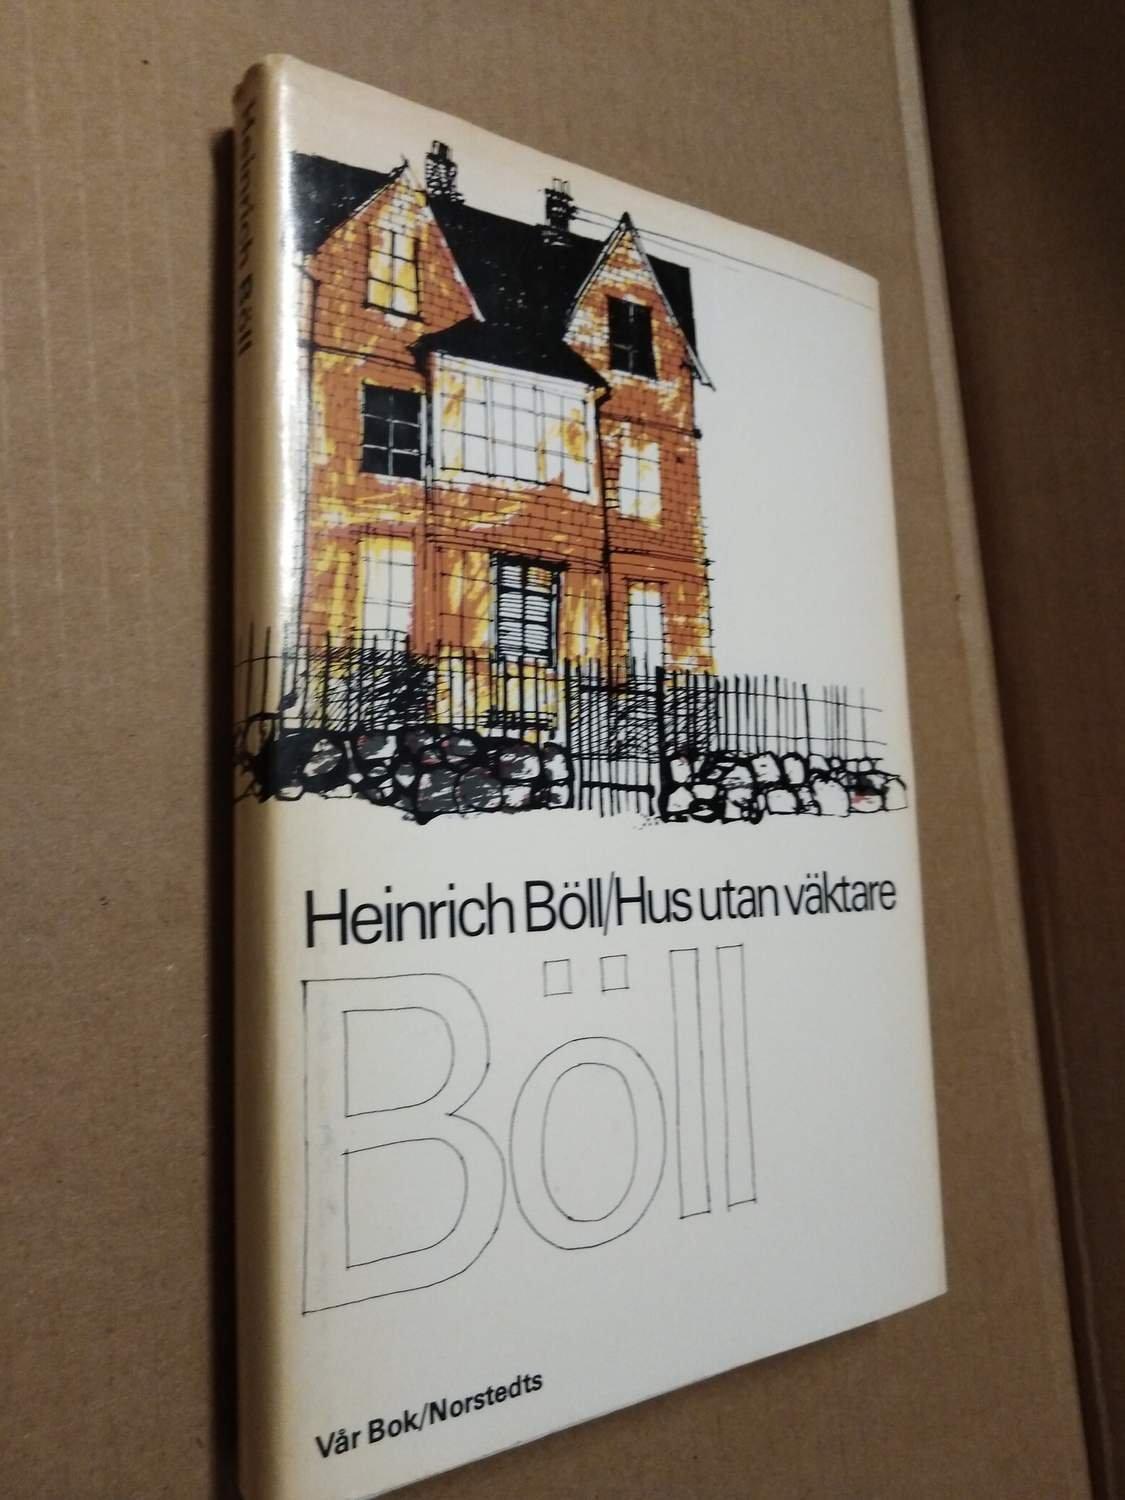 Heinrich Böll
Heinrich Böll/Hus utan väktare
Böll
Vår Bok/Norstedts